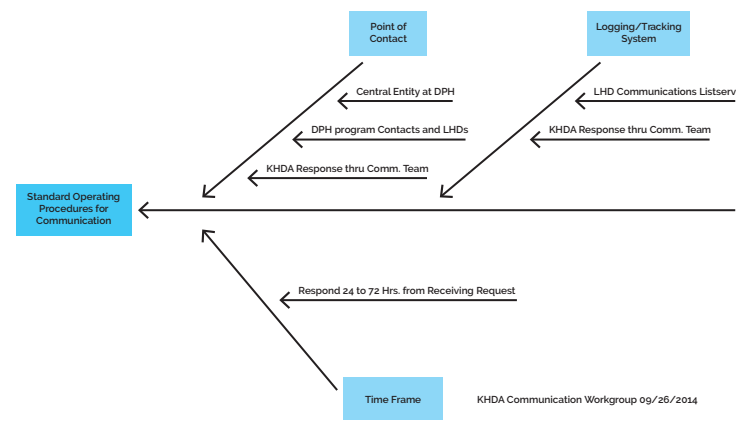 Point of
Contact
Logging/Tracking
System
Central Entity at DPH
LHD Communications Listserv
DPH program Contacts and LHDs
KHDA Response thru Comm. Team
KHDA Response thru Comm. Team
Standard Operating
Procedures for
Communication
Respond 24 to 72 Hrs. from Receiving Request
Time Frame
KHDA Communication Workgroup 09/26/2014